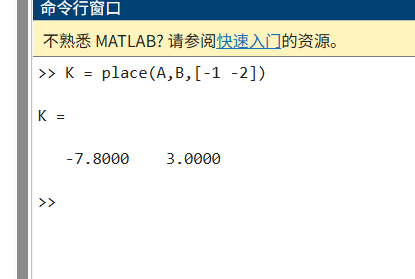 命令行窗口
不熟悉 MATLAB? 请参阅快速入门的资源。
>> K = place(A,B,[-1 -2])
K =
-7.8000    3.0000
>>